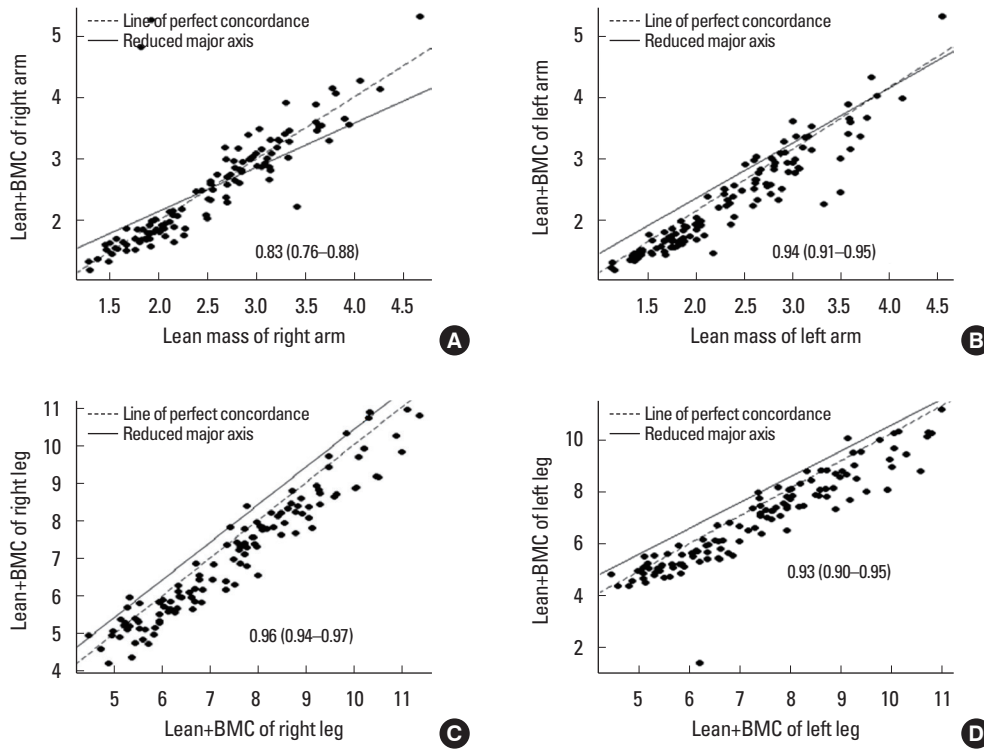 Line of perfect concordance
Reduced major axis
5
4
3
2
Lean+BMC of right arm
0.83 (0.76–0.88)
1.5 2.0 2.5 3.0 3.5 4.0 4.5
Lean mass of right arm
A
Line of perfect concordance
Reduced major axis
5
4
3
2
Lean+BMC of left arm
0.94 (0.91–0.95)
1.5 2.0 2.5 3.0 3.5 4.0 4.5
Lean mass of left arm
B
Line of perfect concordance
Reduced major axis
11
10
9
8
7
6
5
4
Lean+BMC of right leg
0.96 (0.94–0.97)
5 6 7 8 9 10 11
Lean+BMC of right leg
C
Line of perfect concordance
Reduced major axis
10
8
6
4
2
Lean+BMC of left leg
0.93 (0.90–0.95)
5 6 7 8 9 10 11
Lean+BMC of left leg
D